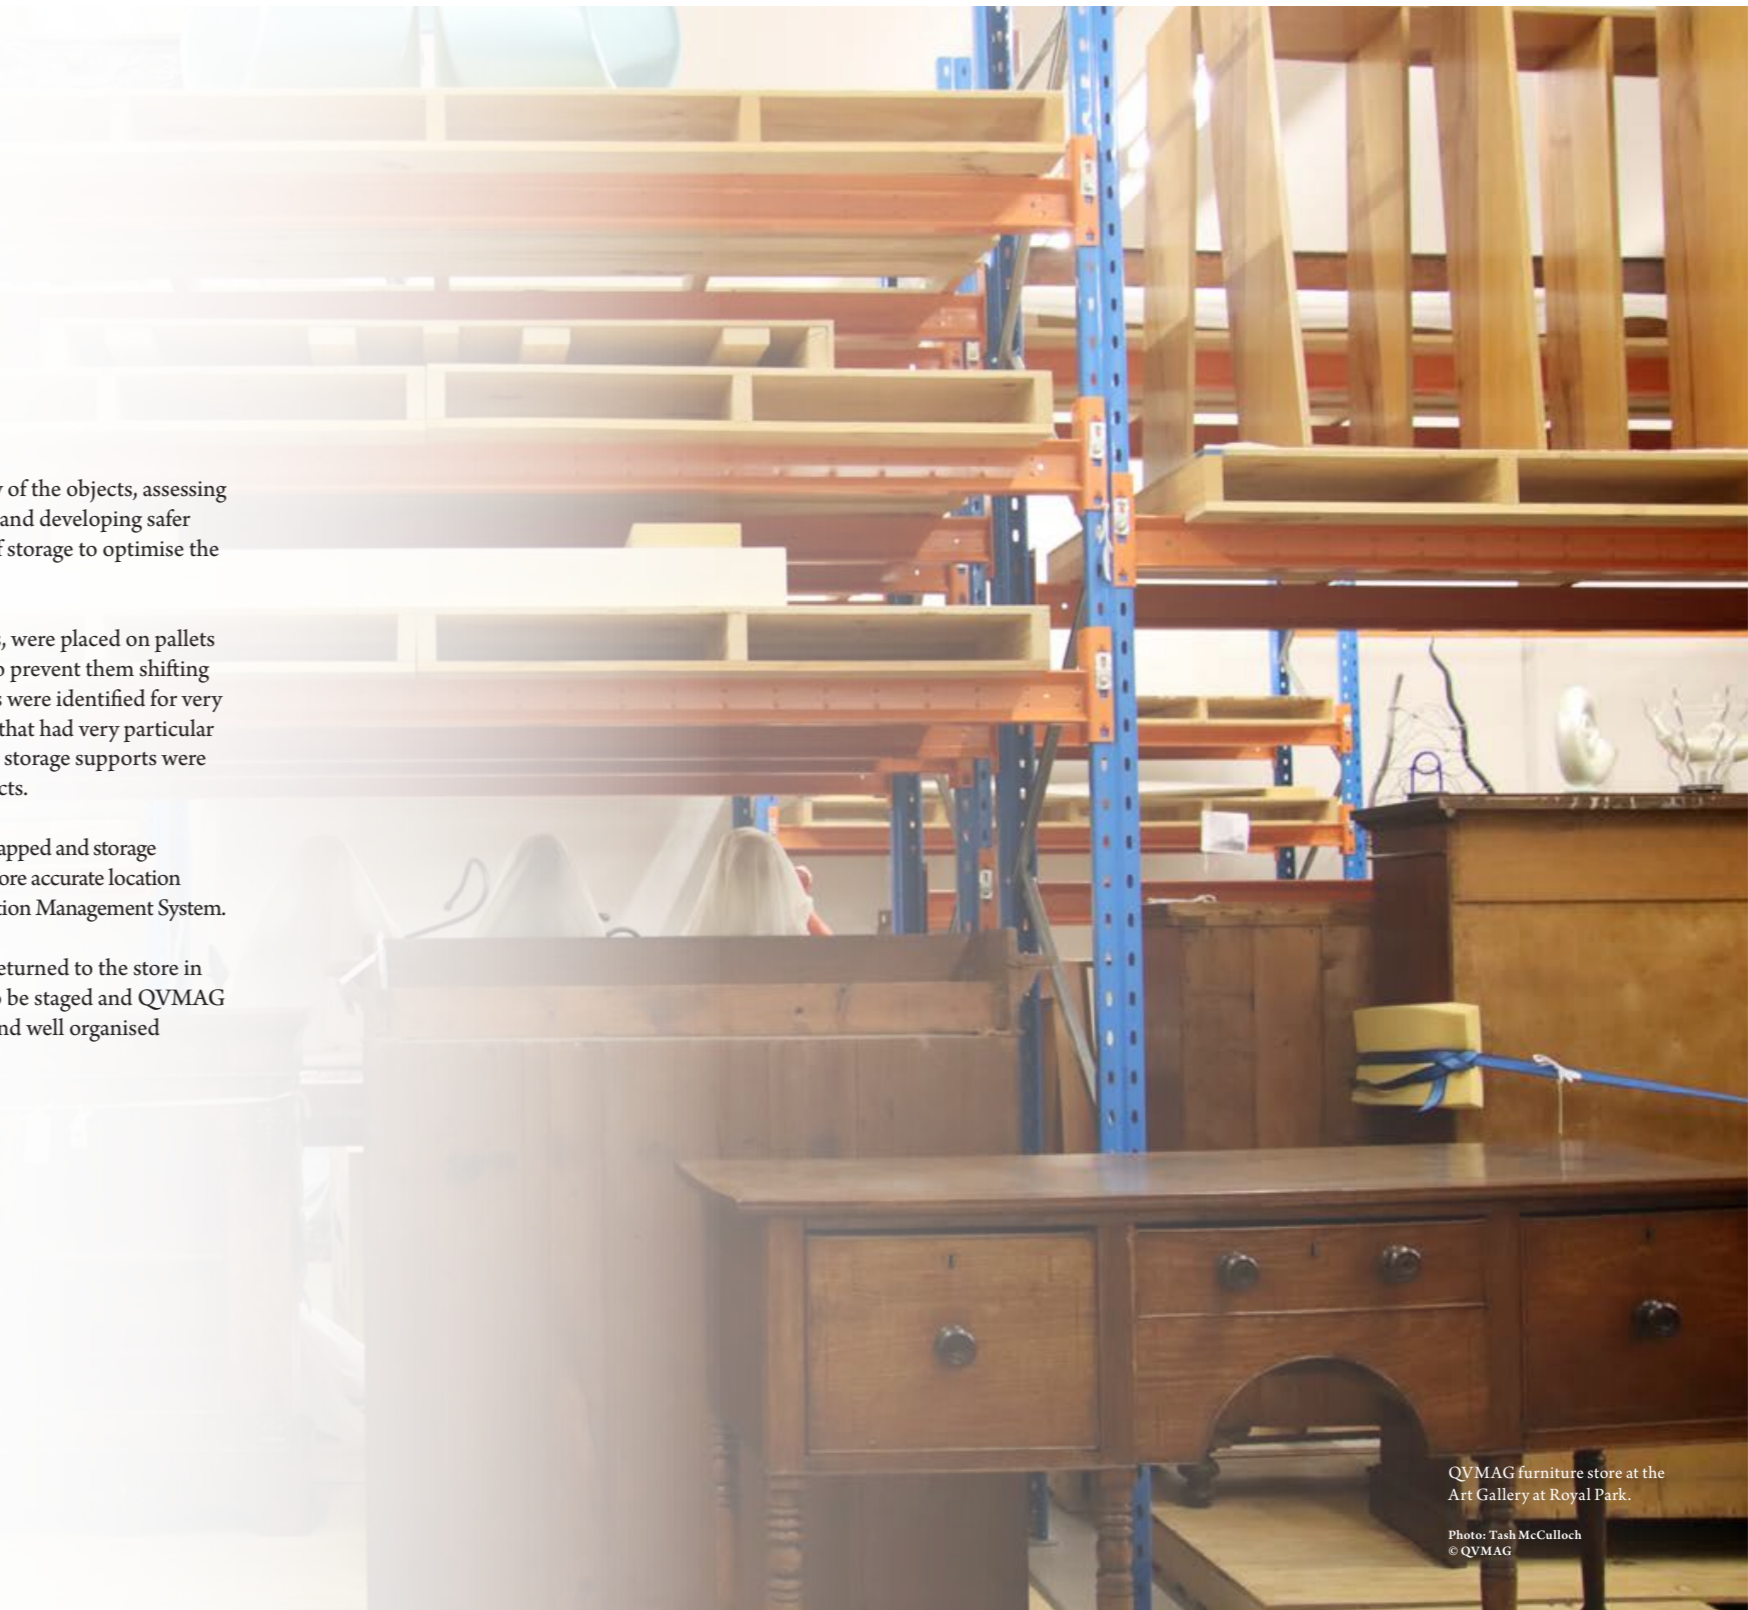 of the objects, assessing
and developing safer
storage to optimise the
were placed on pallets
prevent them shifting
were identified for very
that had very particular
storage supports were
apped and storage
ore accurate location
tion Management System.
eturned to the store in
be staged and QVMAG
nd well organised
QVMAG furniture store at the
Art Gallery at Royal Park.
Photo: Tash McCulloch
© QVMAG